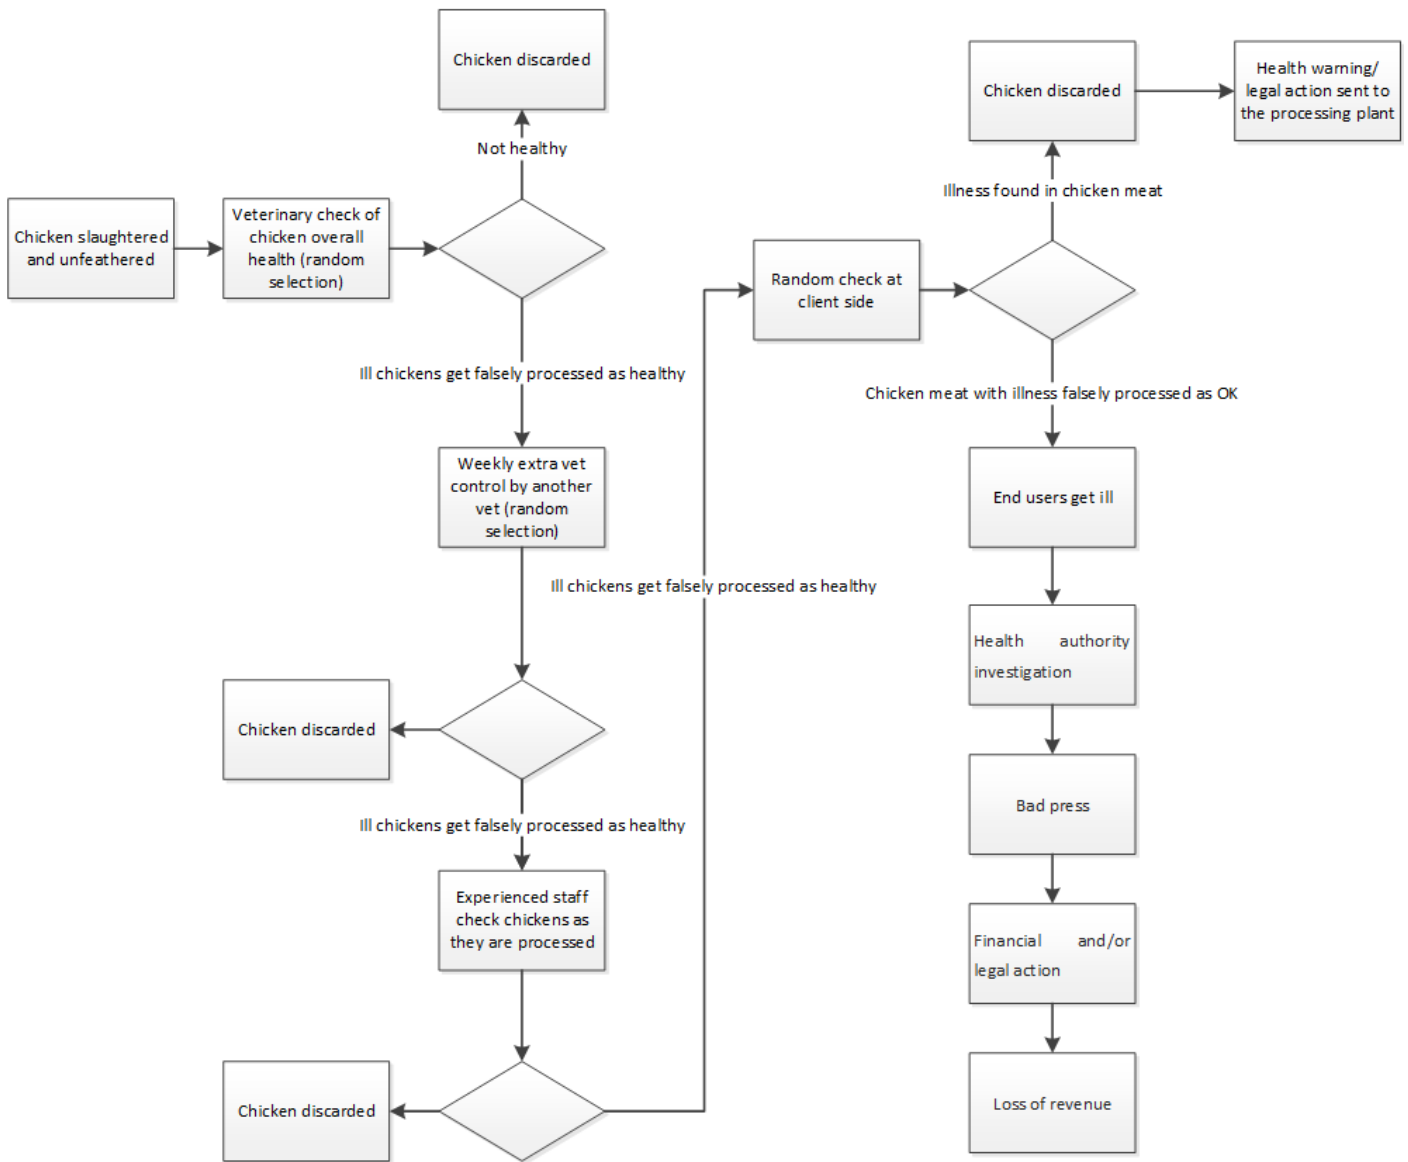 Chicken discarded
Not healthy
Chicken slaughtered
and unfeathered
Veterinary check of
chicken overall
health (random
selection)
Ill chickens get falsely processed as healthy
Weekly extra vet
control by another
vet (random
selection)
Chicken discarded
Ill chickens get falsely processed as healthy
Experienced staff
check chickens as
they are processed
Chicken discarded
Ill chickens get falsely processed as healthy
Random check at
client side
Illness found in chicken meat
Chicken discarded
Health warning/
legal action sent to
the processing plant
Chicken meat with illness falsely processed as OK
End users get ill
Health authority
investigation
Bad press
Financial and/or
legal action
Loss of revenue